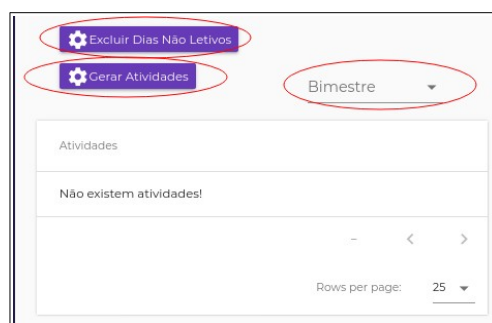 Excluir Dias Não Letivos
Gerar Atividades
Bimestre
Atividades
Não existem atividades!
–
Rows per page: 25